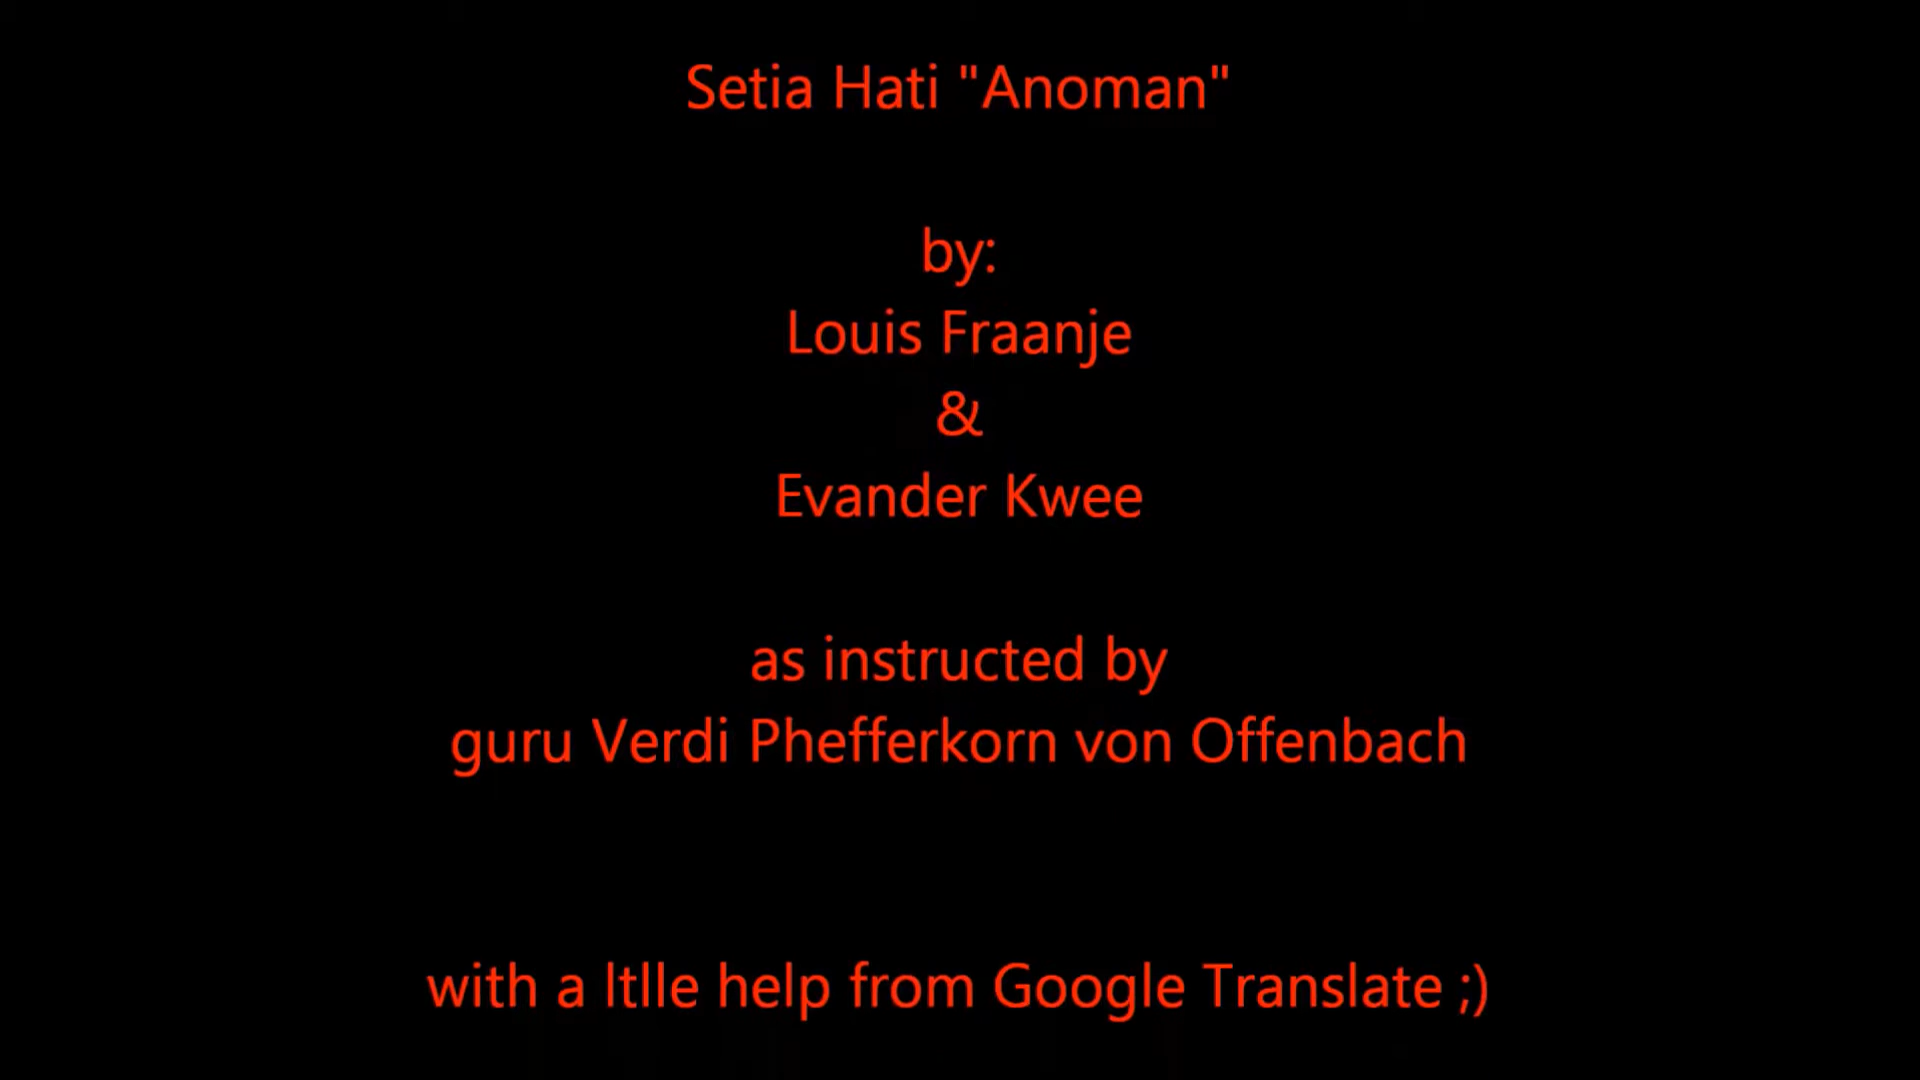 Setia Hati "Anoman"
by:
Louis Fraanje
&
Evander Kwee
as instructed by
guru Verdi Phefferkorn von Offenbach
with a ltlle help from Google Translate ;)